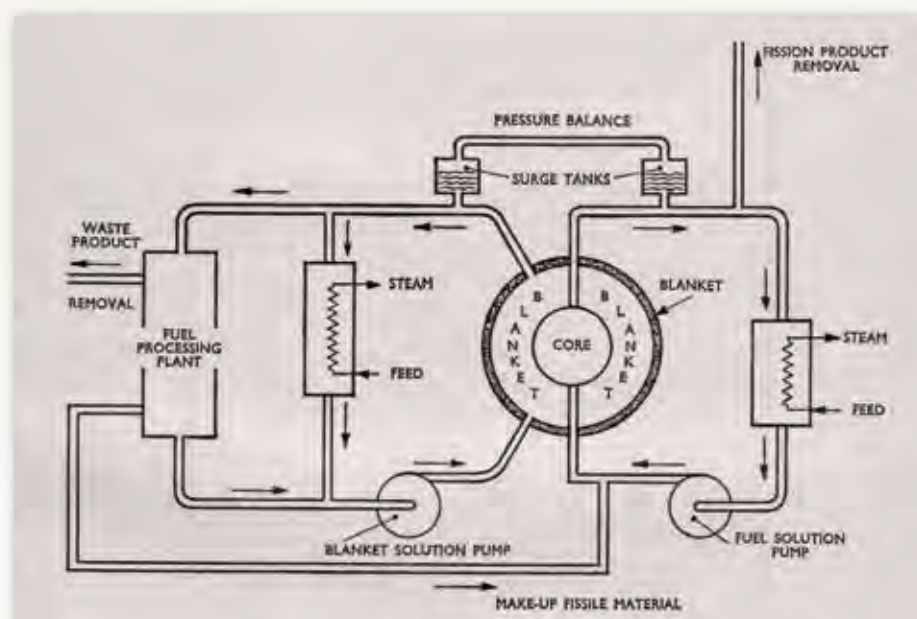 FISSION PRODUCT
REMOVAL
PRESSURE BALANCE
SURGE TANKS
WASTE
PRODUCT
REMOVAL
STEAM
BLANKET
FUEL
PROCESSING
PLANT
FEED
BLANKET
CORE
BLANKET
STEAM
FEED
BLANKET SOLUTION PUMP
FUEL SOLUTION
PUMP
MAKE-UP FISSILE MATERIAL